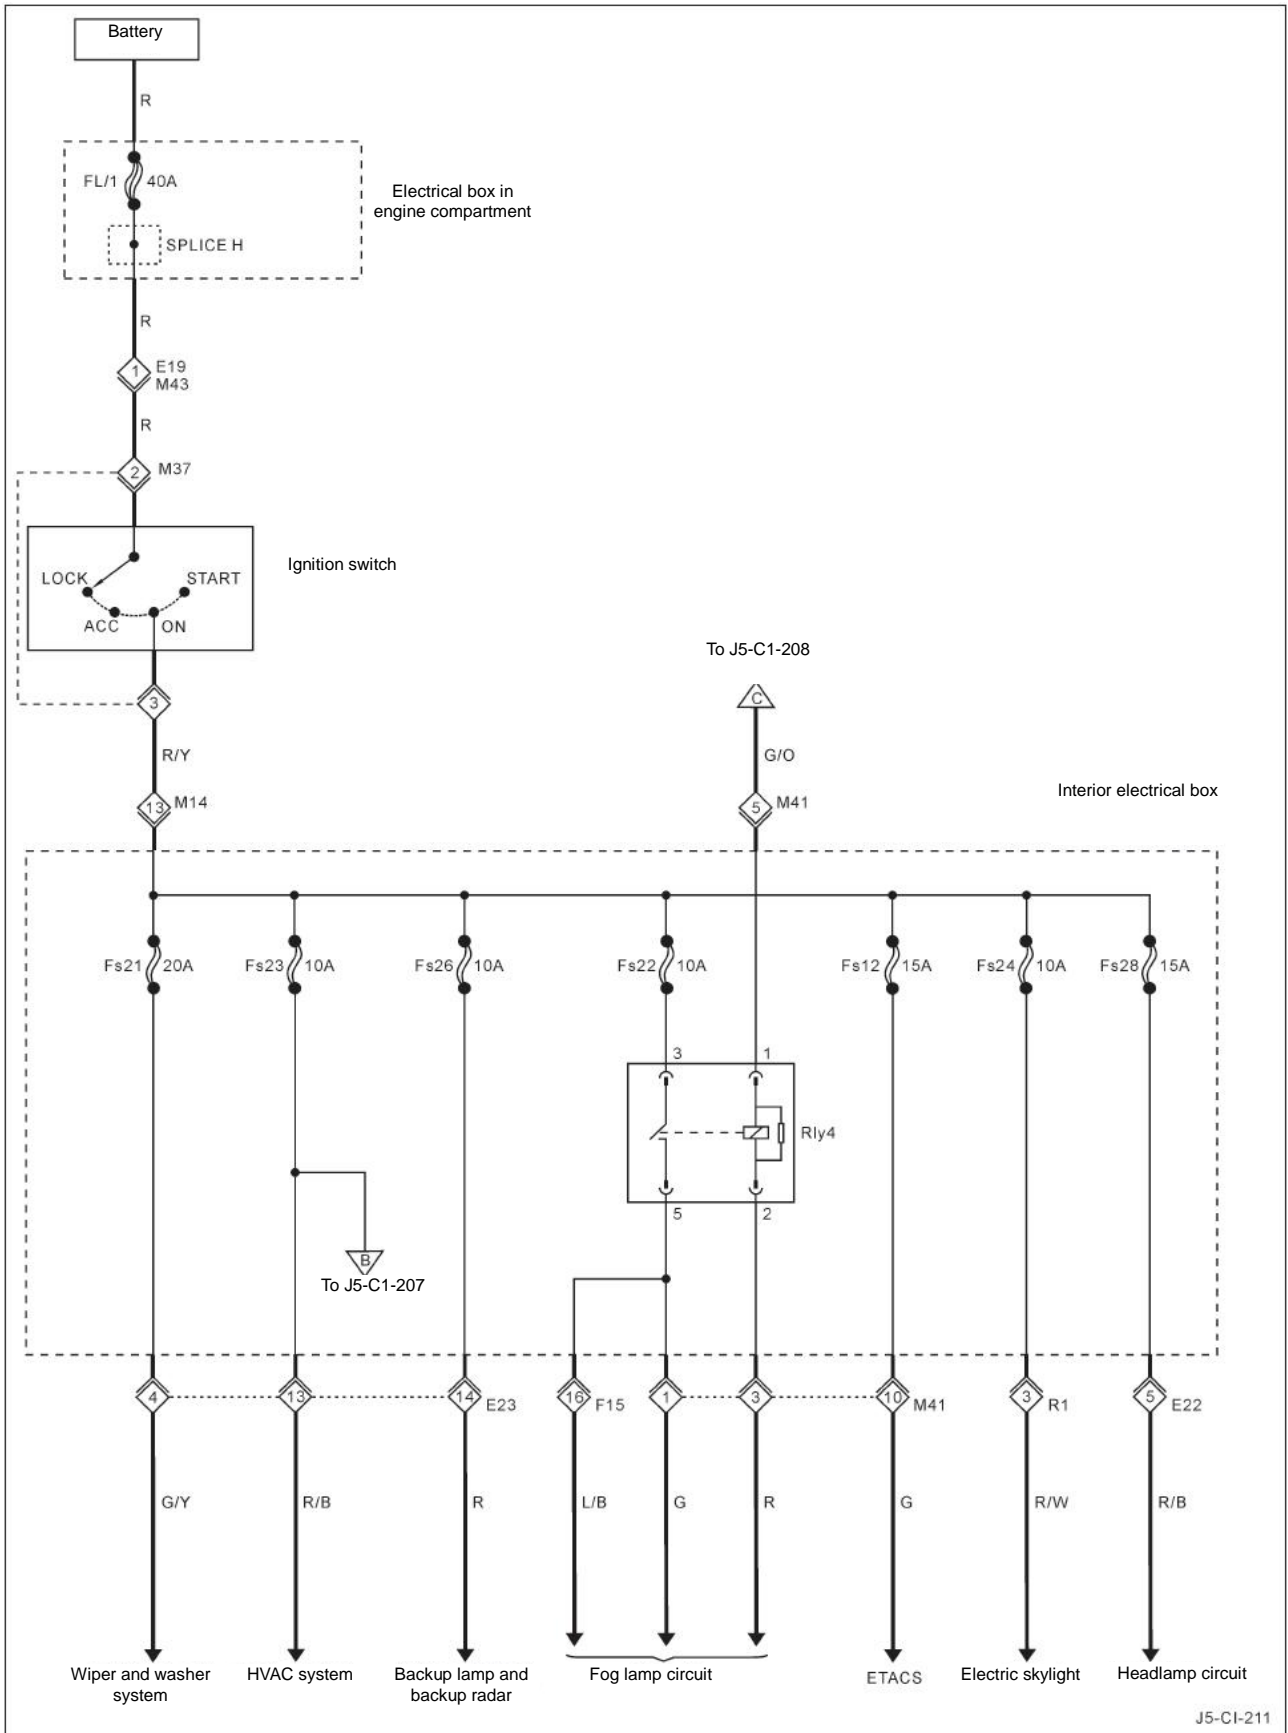 Battery
R
FL/1 40A
Electrical box in
engine compartment
SPLICE H
R
1 E19
M43
R
2 M37
LOCK START
ACC ON
Ignition switch
3
To J5-C1-208
C
R/Y
G/O
13 M14
5 M41
Interior electrical box
Fs21 20A Fs23 10A Fs26 10A Fs22 10A Fs12 15A Fs24 10A Fs28 15A
3 1
Rly4
5 2
B
To J5-C1-207
4 13 14 E23 16 F15 1 3 10 M41 3 R1 5 E22
G/Y R/B R L/B G R G R/W R/B
Wiper and washer
system
HVAC system
Backup lamp and
backup radar
Fog lamp circuit
ETACS
Electric skylight
Headlamp circuit
J5-CI-211